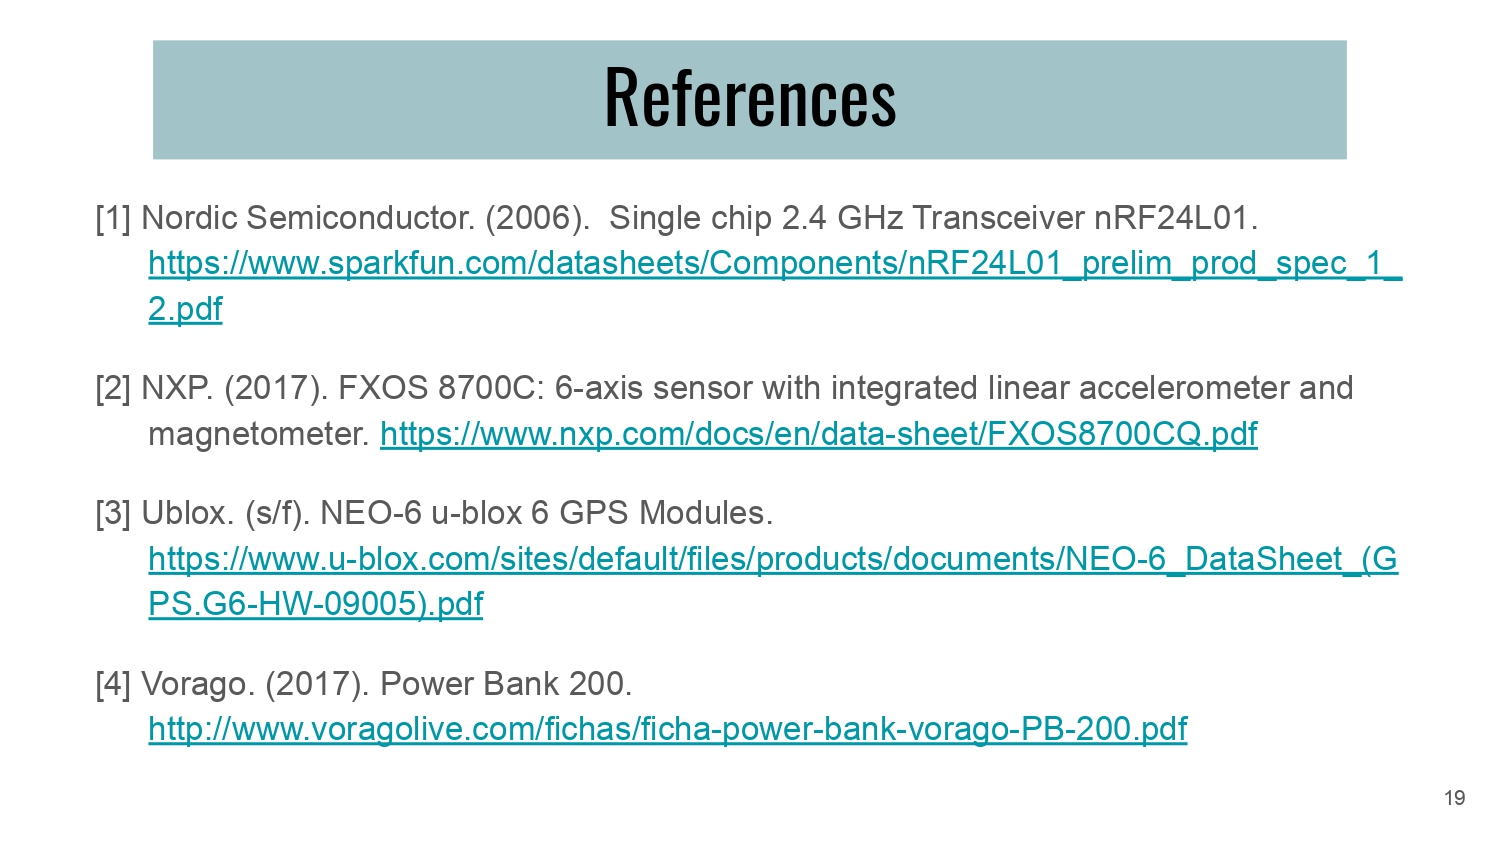 References
[1] Nordic Semiconductor. (2006).  Single chip 2.4 GHz Transceiver nRF24L01.
https://www.sparkfun.com/datasheets/Components/nRF24L01_prelim_prod_spec_1_
2.pdf
[2] NXP. (2017). FXOS 8700C: 6-axis sensor with integrated linear accelerometer and
magnetometer. https://www.nxp.com/docs/en/data-sheet/FXOS8700CQ.pdf
[3] Ublox. (s/f). NEO-6 u-blox 6 GPS Modules.
https://www.u-blox.com/sites/default/files/products/documents/NEO-6_DataSheet_(G
PS.G6-HW-09005).pdf
[4] Vorago. (2017). Power Bank 200.
http://www.voragolive.com/fichas/ficha-power-bank-vorago-PB-200.pdf
19